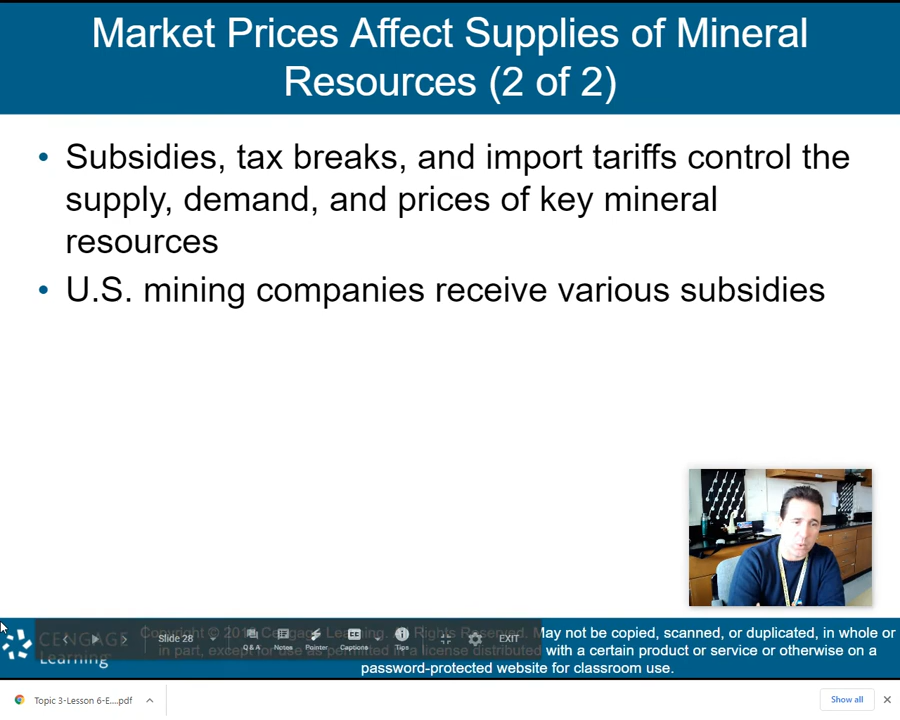 Market Prices Affect Supplies of Mineral
Resources (2 of 2)
• Subsidies, tax breaks, and import tariffs control the
supply, demand, and prices of key mineral
resources
• U.S. mining companies receive various subsidies
CENGAGE
Learning
Slide 28
Q & A
Notes
Pointer
CC
Captions
Tips
EXIT
Copyright © Cengage Learning. All Rights Reserved. May not be copied, scanned, or duplicated, in whole or
in part, except for use as permitted in a license distributed with a certain product or service or otherwise on a
password-protected website for classroom use.
Topic 3-Lesson 6-E....pdf
Show all